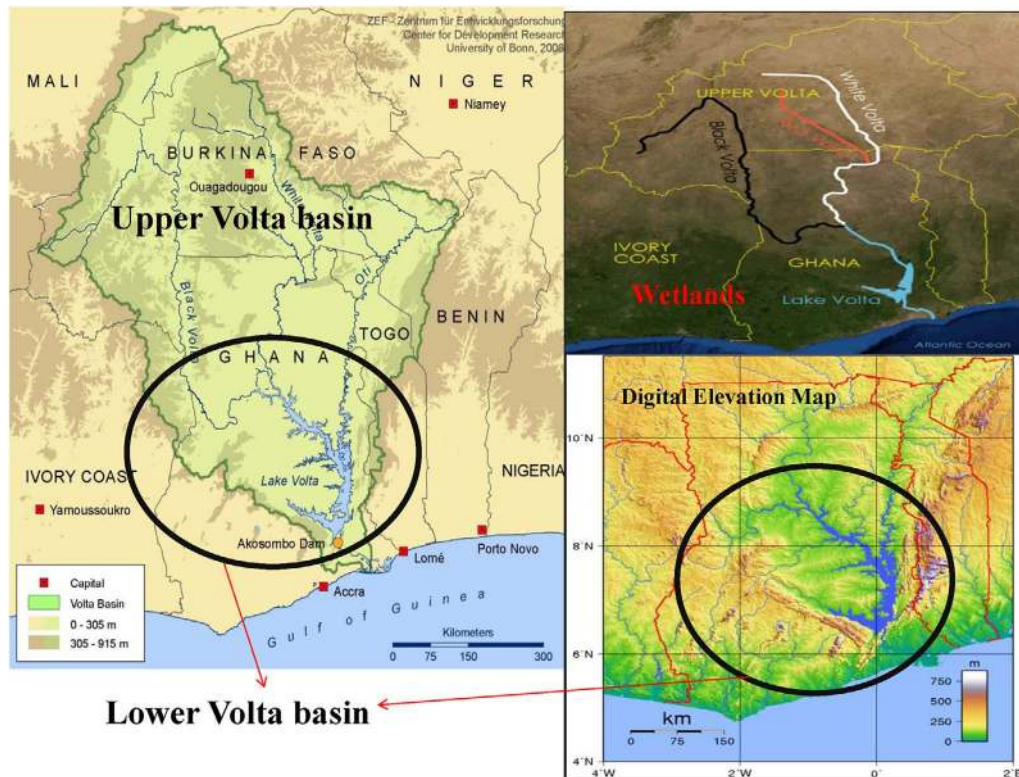 ZEF - Zentrum für Entwicklungsforschung
Center for Development Research
University of Bonn, 2008
MALI
NIGER
Niamey
BURKINA FASO
Ouagadougou
White Volta
Upper Volta basin
Oti
Black Volta
TOGO
BENIN
GHANA
IVORY COAST
NIGERIA
Lake Volta
Yamoussoukro
Akosombo Dam
Porto Novo
Lomé
Accra
Gulf of Guinea
Capital
Volta Basin
0 - 305 m
305 - 915 m
Kilometers
0 75 150 300
Lower Volta basin
UPPER VOLTA
White Volta
Black Volta
IVORY
COAST
GHANA
Wetlands
Lake Volta
Atlantic Ocean
Digital Elevation Map
10˚N
8˚N
6˚N
4˚N
m
750
500
250
0
km
0 75 150
4˚W
2˚W
0˚
2˚E